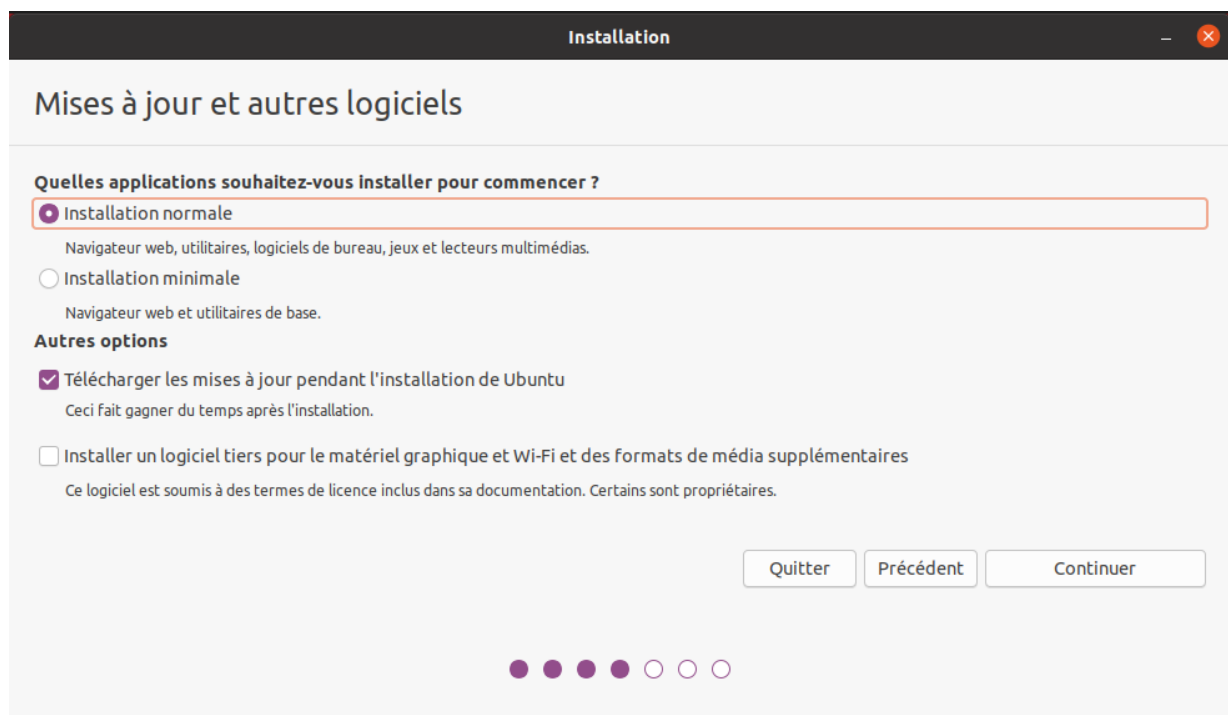 Installation
Mises à jour et autres logiciels
Quelles applications souhaitez-vous installer pour commencer ?
Installation normale
Navigateur web, utilitaires, logiciels de bureau, jeux et lecteurs multimédias.
Installation minimale
Navigateur web et utilitaires de base.
Autres options
Télécharger les mises à jour pendant l'installation de Ubuntu
Ceci fait gagner du temps après l'installation.
Installer un logiciel tiers pour le matériel graphique et Wi-Fi et des formats de média supplémentaires
Ce logiciel est soumis à des termes de licence inclus dans sa documentation. Certains sont propriétaires.
Quitter Précédent Continuer